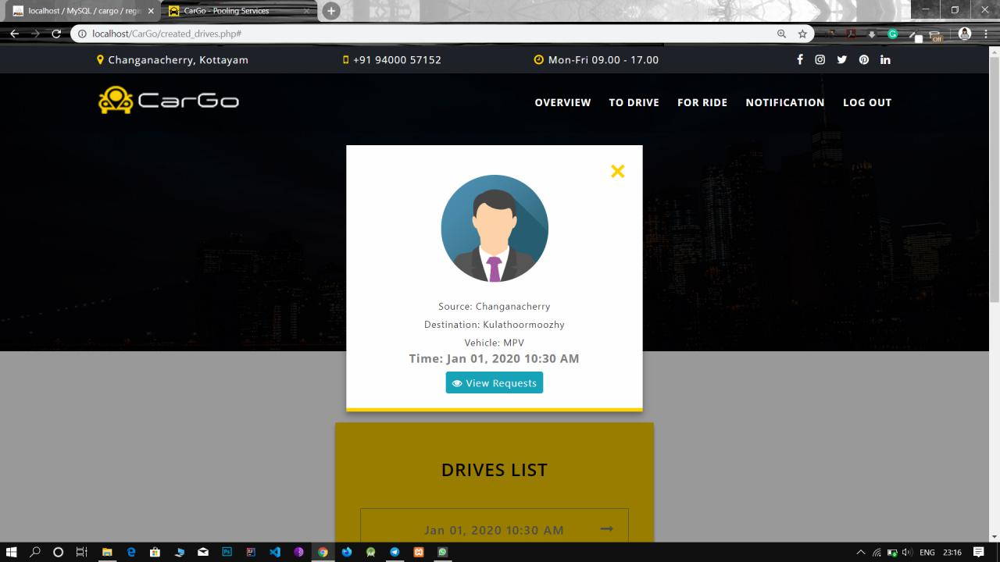 localhost / MySQL / cargo / regis
CarGo - Pooling Services
localhost/CarGo/created_drives.php#
Off
Changanacherry, Kottayam
+91 94000 57152
Mon-Fri 09.00 - 17.00
CarGo
OVERVIEW
TO DRIVE
FOR RIDE
NOTIFICATION
LOG OUT
Source: Changanacherry
Destination: Kulathoormoozhy
Vehicle: MPV
Time: Jan 01, 2020 10:30 AM
View Requests
DRIVES LIST
Jan 01, 2020 10:30 AM
ENG
23:16